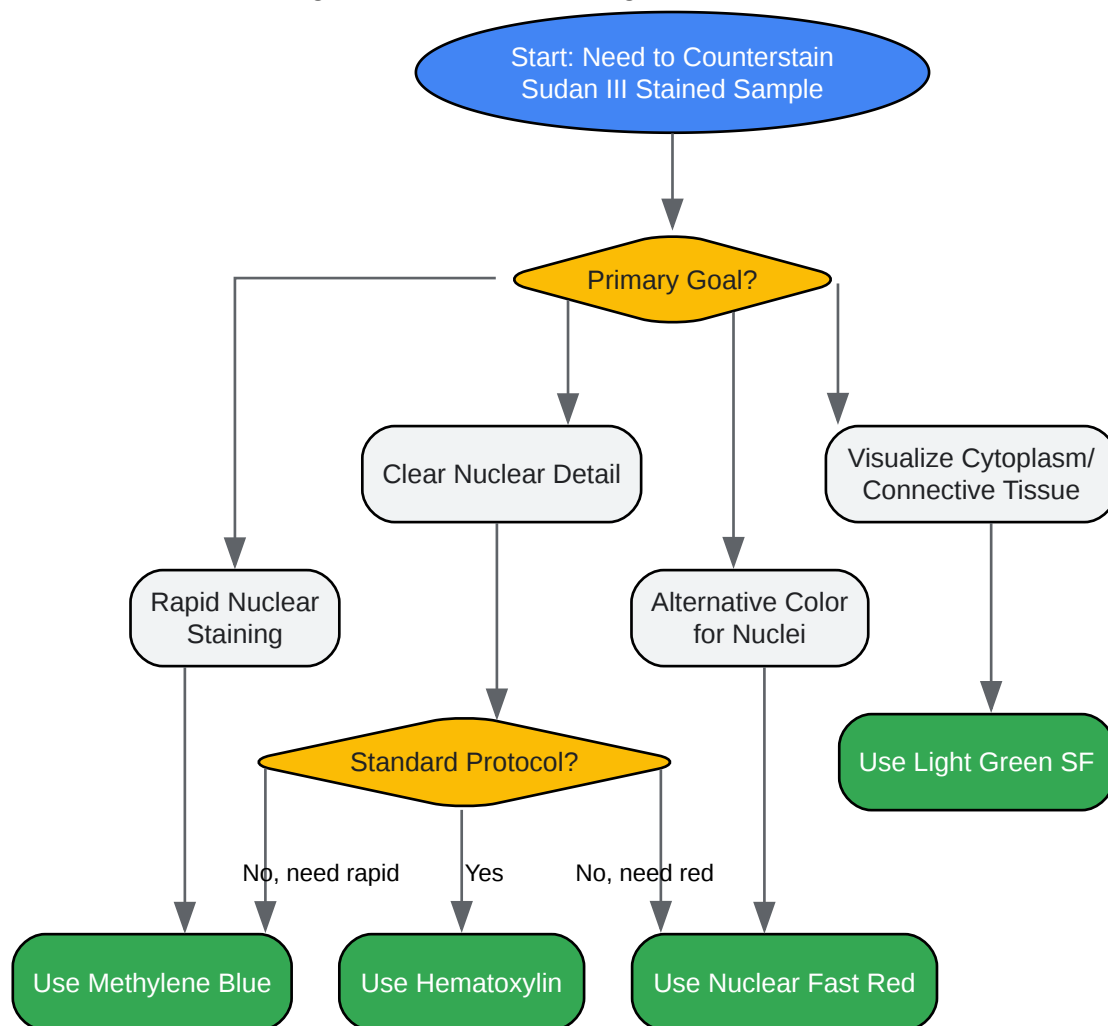 Start: Need to Counterstain
Sudan III Stained Sample
Primary Goal?
Clear Nuclear Detail
Visualize Cytoplasm/
Connective Tissue
Rapid Nuclear
Staining
Alternative Color
for Nuclei
Standard Protocol?
Use Light Green SF
No, need rapid
Yes
No, need red
Use Methylene Blue
Use Hematoxylin
Use Nuclear Fast Red